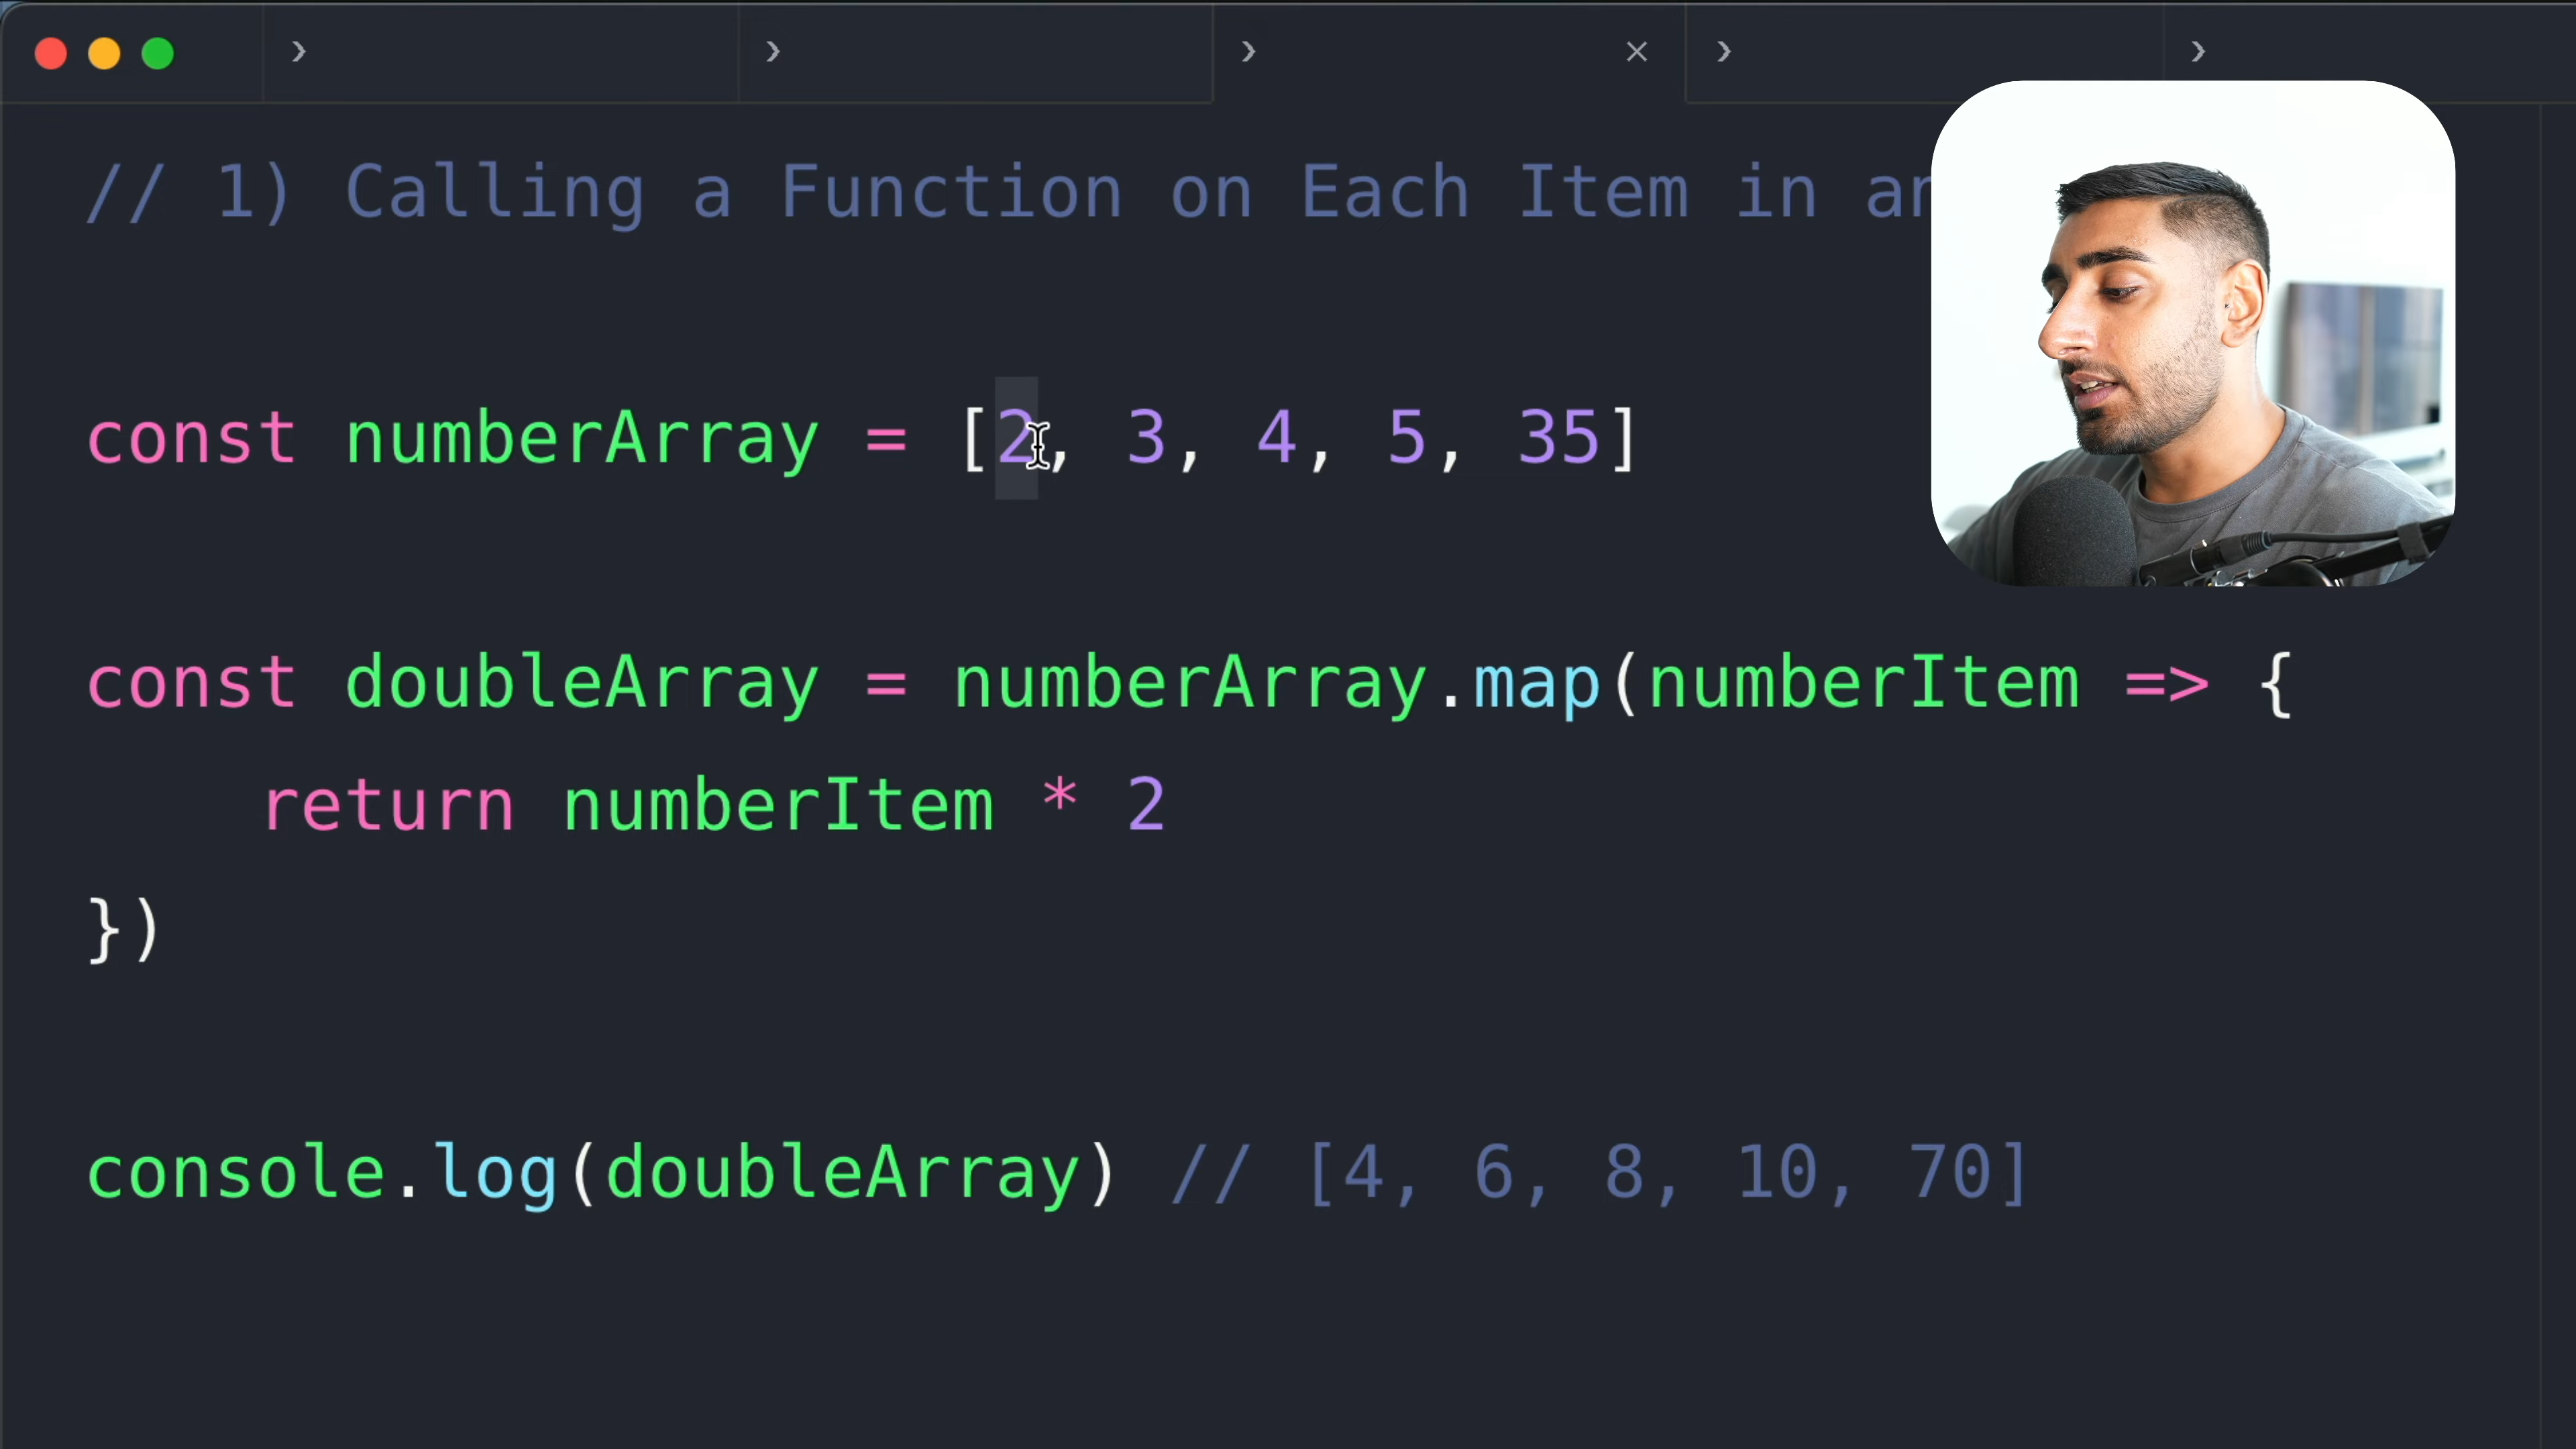 // 1) Calling a Function on Each Item in an
const numberArray = [2, 3, 4, 5, 35]
const doubleArray = numberArray.map(numberItem => {
    return numberItem * 2
})
console.log(doubleArray) // [4, 6, 8, 10, 70]